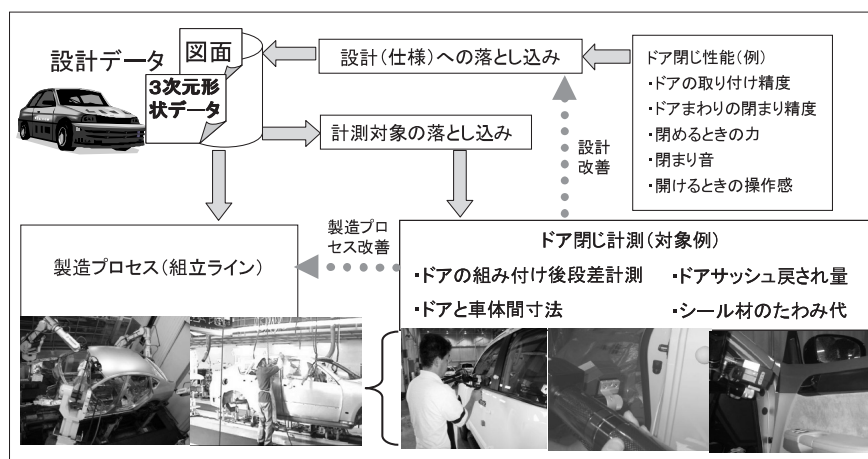 設計データ
図面
3次元形
状データ
設計(仕様)への落とし込み
計測対象の落とし込み
ドア閉じ性能(例)
・ドアの取り付け精度
・ドアまわりの閉まり精度
・閉めるときの力
・閉まり音
・開けるときの操作感
設計
改善
製造プロ
セス改善
製造プロセス(組立ライン)
ドア閉じ計測(対象例)
・ドアの組み付け後段差計測
・ドアサッシュ戻され量
・ドアと車体間寸法
・シール材のたわみ代